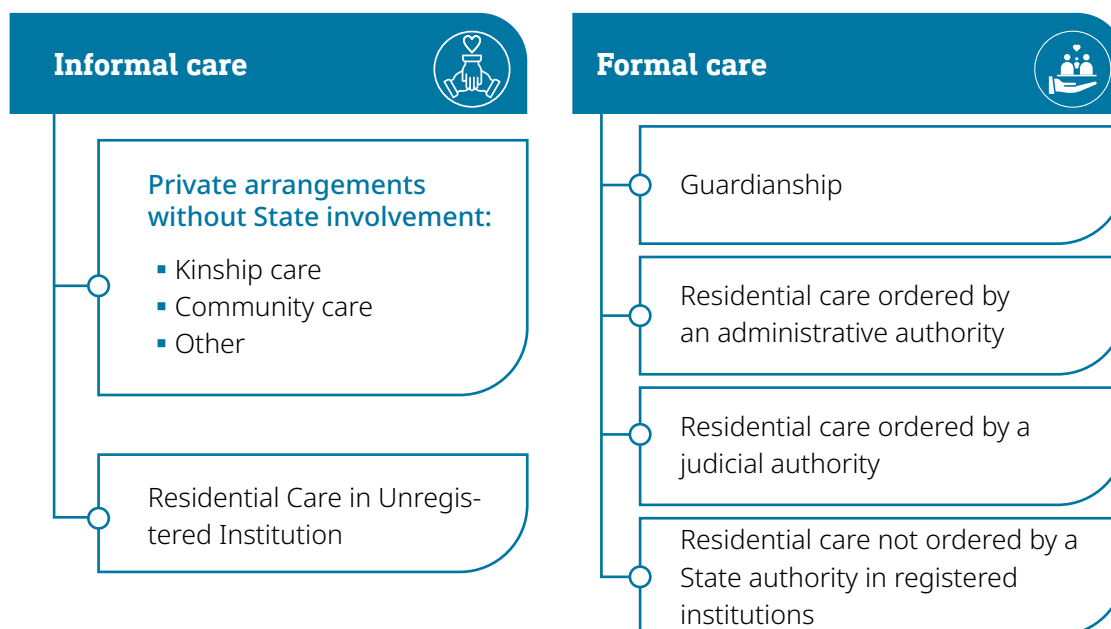 Informal care
Private arrangements
without State involvement:
▪ Kinship care
▪ Community care
▪ Other
Residential Care in Unregis-
tered Institution
Formal care
Guardianship
Residential care ordered by
an administrative authority
Residential care ordered by a
judicial authority
Residential care not ordered by a
State authority in registered
institutions